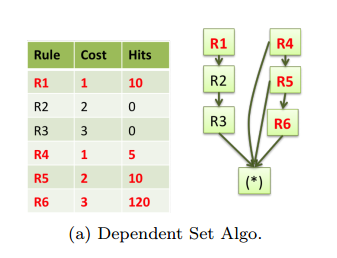 Rule Cost Hits
R1 1 10
R2 2 0
R3 3 0
R4 1 5
R5 2 10
R6 3 120
R1 R4
R2 R5
R3 R6
(*)
(a) Dependent Set Algo.